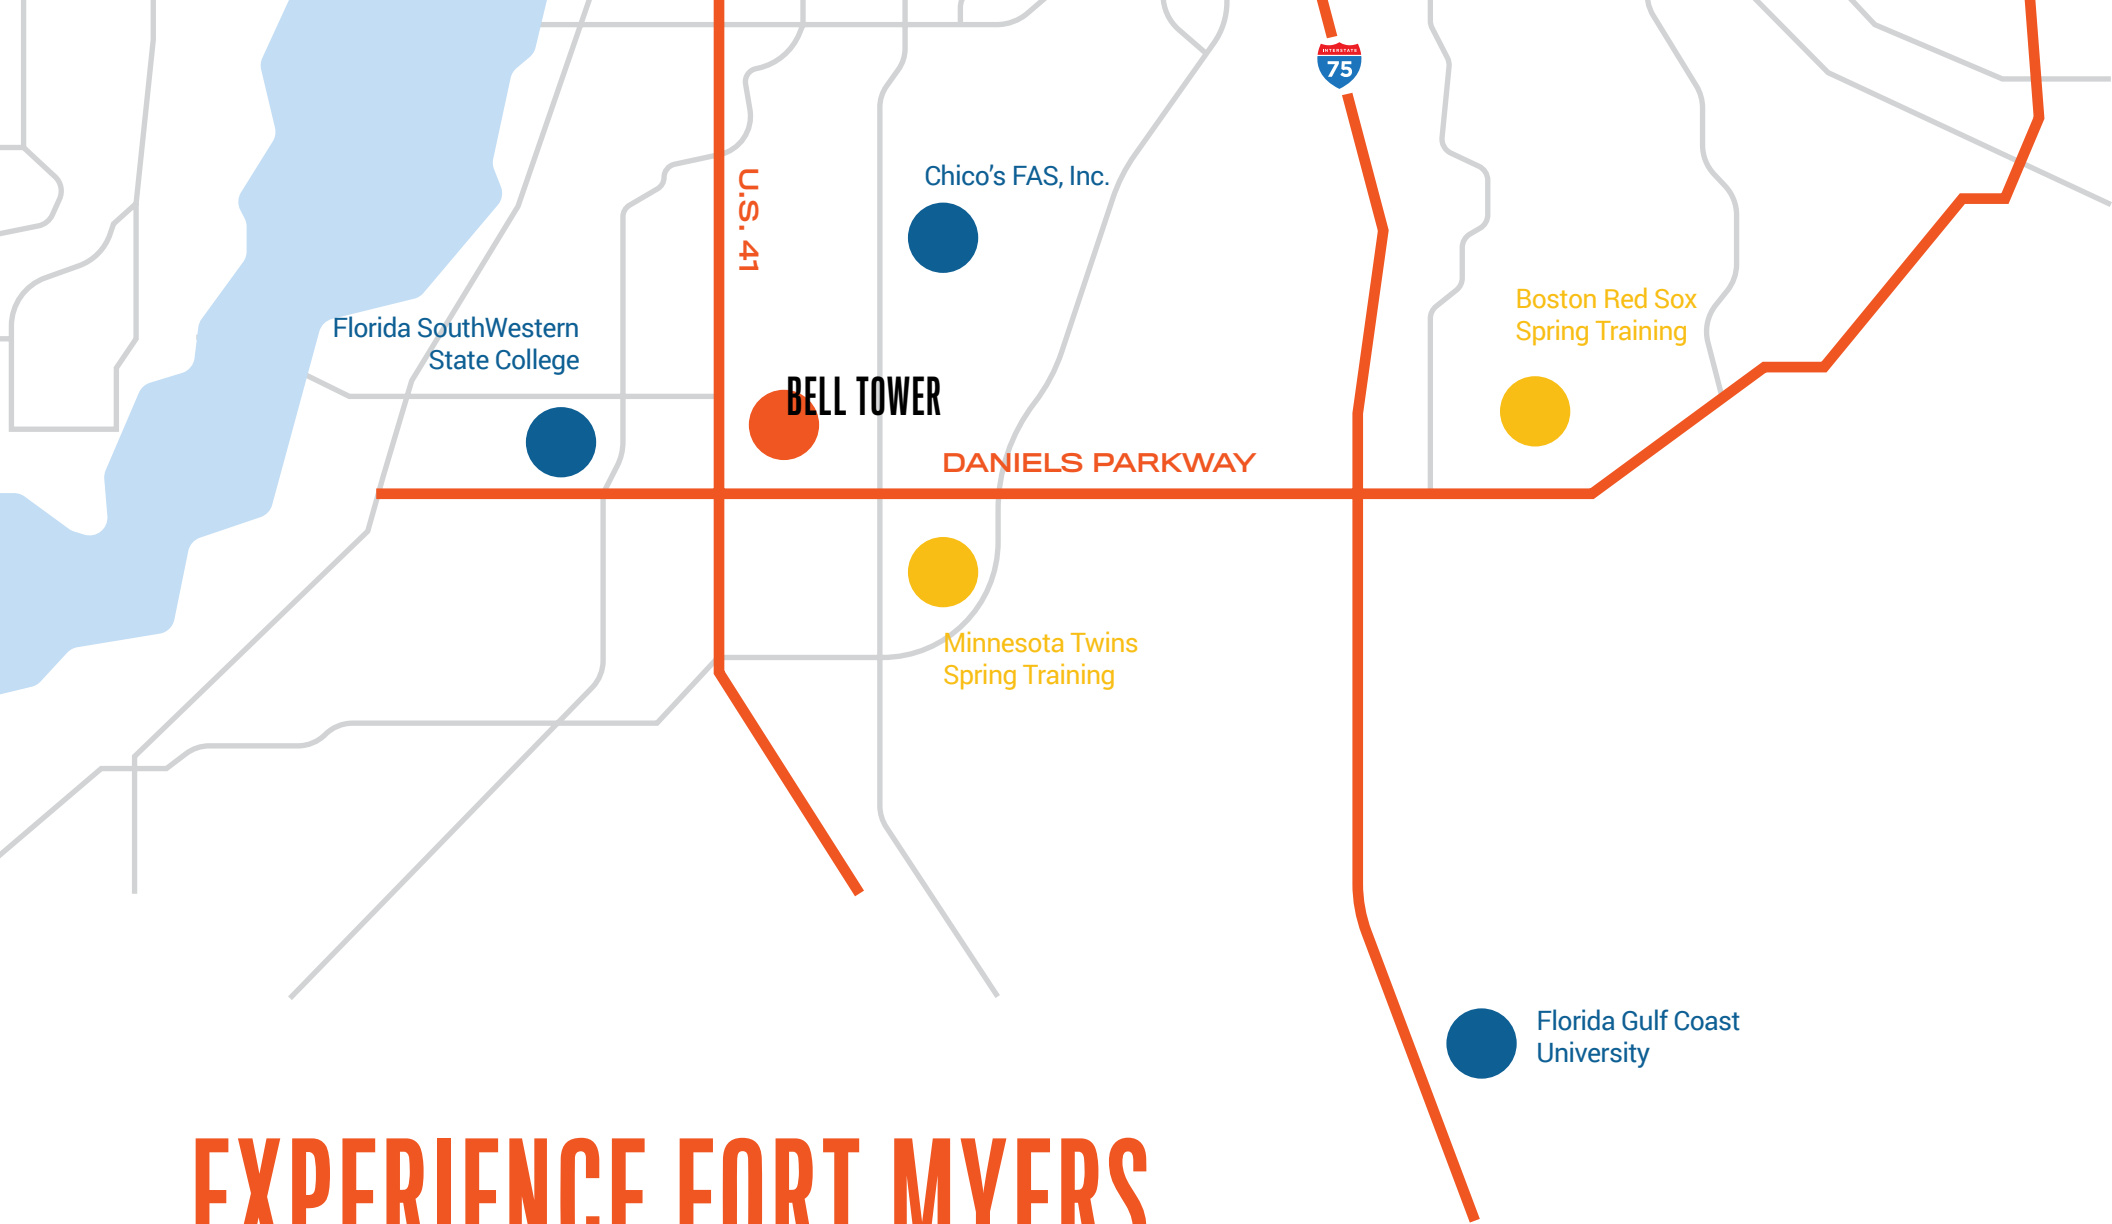 INTERSTATE
75
U.S. 41
Chico's FAS, Inc.
Boston Red Sox
Spring Training
Florida SouthWestern
State College
BELL TOWER
DANIELS PARKWAY
Minnesota Twins
Spring Training
Florida Gulf Coast
University
EXPERIENCE FORT MYERS